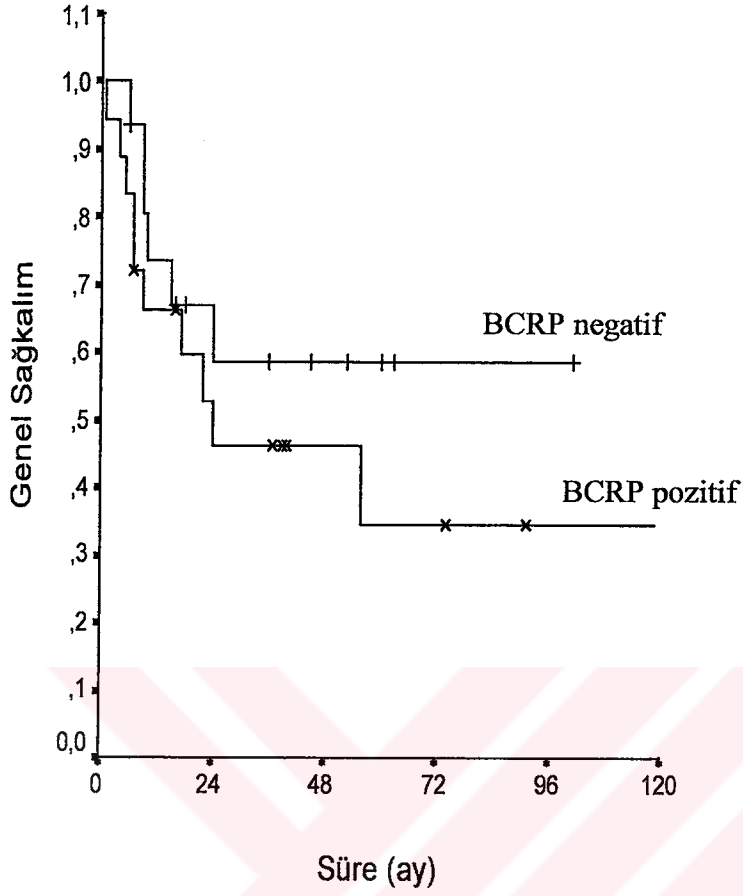 1,1
1,0
,9
,8
,7
,6
,5
,4
,3
,2
,1
0,0
Genel Sağkalım
BCRP negatif
BCRP pozitif
0 24 48 72 96 120
Süre (ay)